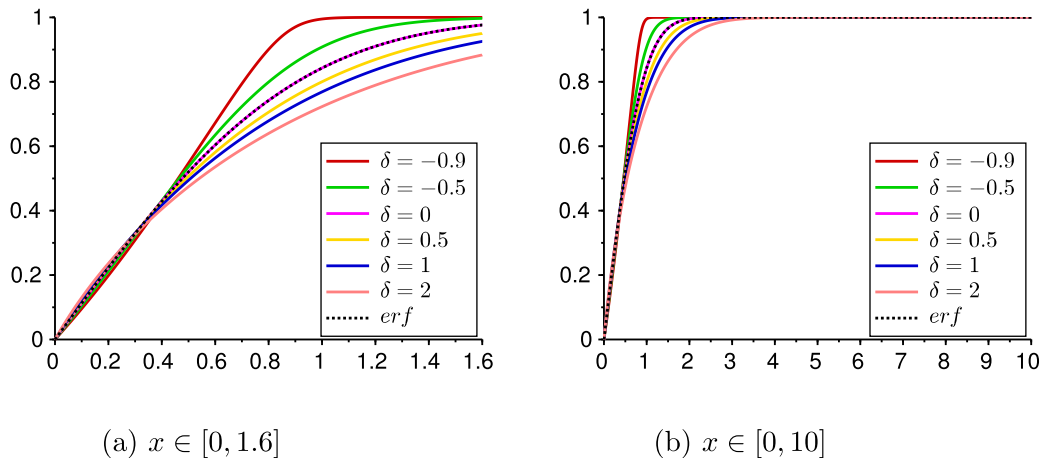 1
0.8
0.6
0.4
0.2
0
0 0.2 0.4 0.6 0.8 1 1.2 1.4 1.6
δ = −0.9
δ = −0.5
δ = 0
δ = 0.5
δ = 1
δ = 2
erf
(a) x ∈ [0, 1.6]
1
0.8
0.6
0.4
0.2
0
0 1 2 3 4 5 6 7 8 9 10
δ = −0.9
δ = −0.5
δ = 0
δ = 0.5
δ = 1
δ = 2
erf
(b) x ∈ [0, 10]